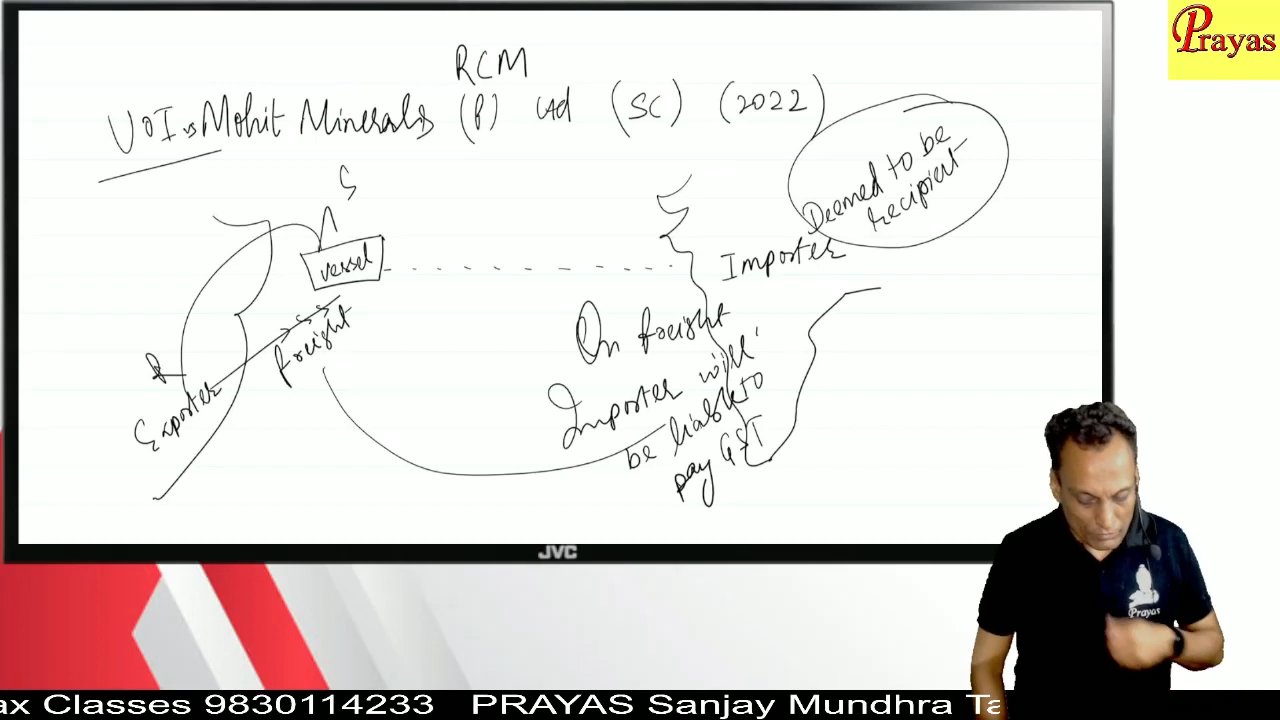 Prayas
RCM
UOI vs Mohit Minerals (P) Ltd (SC) (2022)
Deemed to be
recipient
S
vessel
Importer
freight
R
Exporter
On freight
Importer will
be liable to
pay GST
JVC
Prayas
ax Classes 9830114233 PRAYAS Sanjay Mundhra Ta